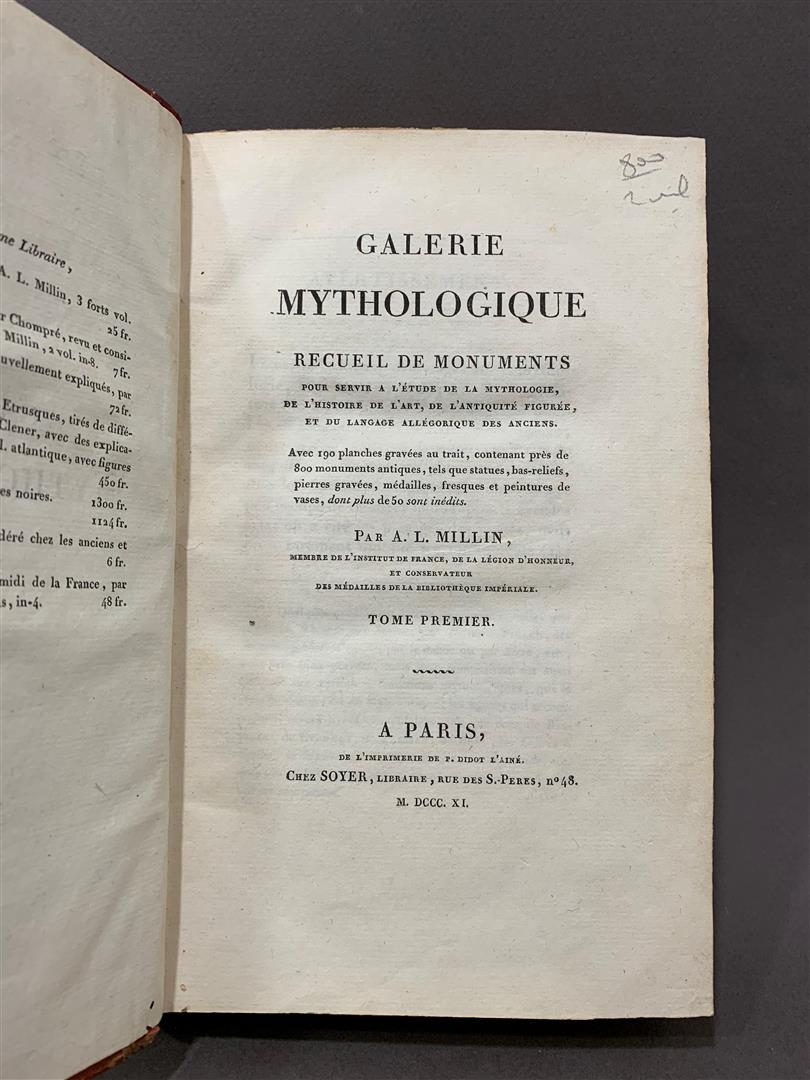 ne Libraire,
A. L. Millin, 3 forts vol.
25 fr.
r Chompré, revu et consi-
Millin, 2 vol. in-8. 7 fr.
uvellement expliqués, par
72 fr.
Etrusques, tirés de diffé-
Clener, avec des explica-
l. atlantique, avec figures
450 fr.
es noires. 1300 fr.
1124 fr.
déré chez les anciens et
6 fr.
midi de la France, par
s, in-4. 48 fr.
800
2 vol
GALERIE
MYTHOLOGIQUE
RECUEIL DE MONUMENTS
POUR SERVIR A L'ÉTUDE DE LA MYTHOLOGIE,
DE L'HISTOIRE DE L'ART, DE L'ANTIQUITÉ FIGURÉE,
ET DU LANGAGE ALLÉGORIQUE DES ANCIENS.
Avec 190 planches gravées au trait, contenant près de
800 monuments antiques, tels que statues, bas-reliefs,
pierres gravées, médailles, fresques et peintures de
vases, dont plus de 50 sont inédits.
PAR A. L. MILLIN,
MEMBRE DE L'INSTITUT DE FRANCE, DE LA LÉGION D'HONNEUR,
ET CONSERVATEUR
DES MÉDAILLES DE LA BIBLIOTHÈQUE IMPÉRIALE.
TOME PREMIER.
A PARIS,
DE L'IMPRIMERIE DE P. DIDOT L'AINÉ.
CHEZ SOYER, LIBRAIRE, RUE DES S.-PERES, nº 48.
M. DCCC. XI.